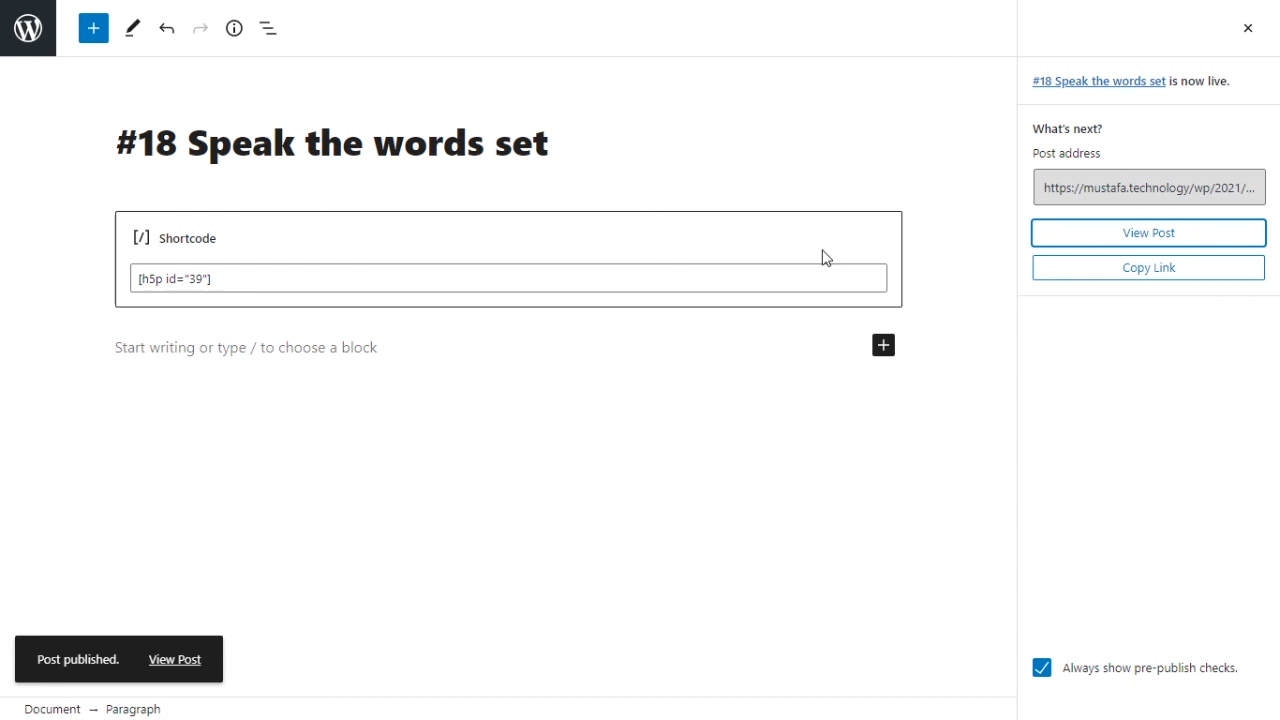 #18 Speak the words set is now live.
#18 Speak the words set
What's next?
Post address
https://mustafa.technology/wp/2021/...
View Post
Copy Link
[/] Shortcode
[h5p id="39"]
Start writing or type / to choose a block
Post published. View Post
Always show pre-publish checks.
Document → Paragraph